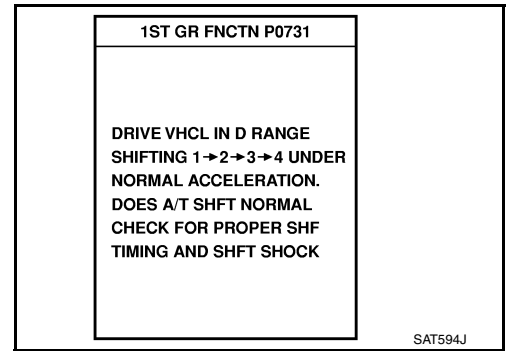 1ST GR FNCTN P0731
DRIVE VHCL IN D RANGE
SHIFTING 1→2→3→4 UNDER
NORMAL ACCELERATION.
DOES A/T SHFT NORMAL
CHECK FOR PROPER SHF
TIMING AND SHFT SHOCK
SAT594J